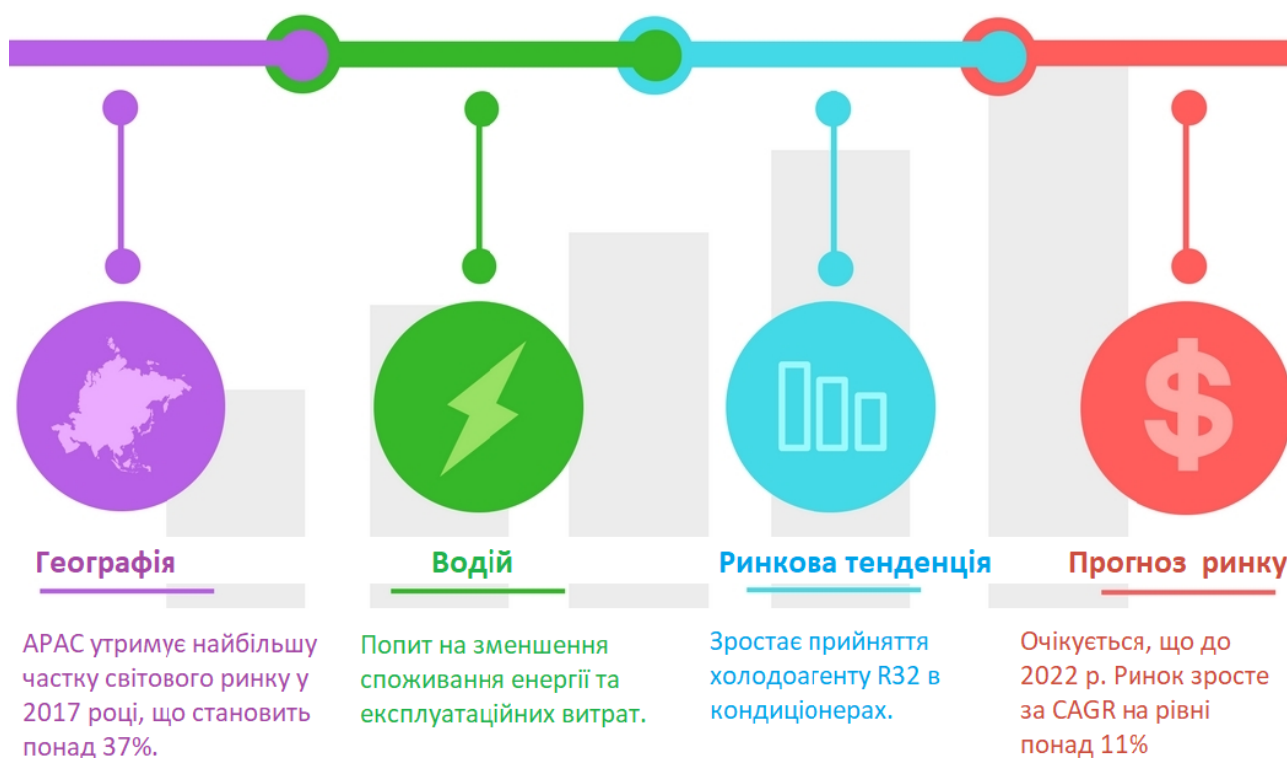 Географія
АРАС утримує найбільшу
частку світового ринку у
2017 році, що становить
понад 37%.
Водій
Попит на зменшення
споживання енергії та
експлуатаційних витрат.
Ринкова тенденція
Зростає прийняття
холодоагенту R32 в
кондиціонерах.
Прогноз ринку
Очікується, що до
2022 р. Ринок зросте
за CAGR на рівні
понад 11%